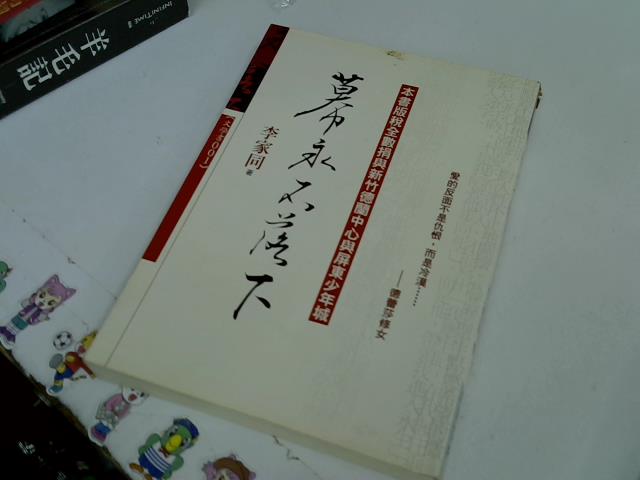 INFINITIME
羊毛記
幕永不落下
李家同 著
本書版稅全數捐與新竹德蘭中心與屏東少年城
愛的反面不是仇恨，而是冷漠……
——德蕾莎修女
001